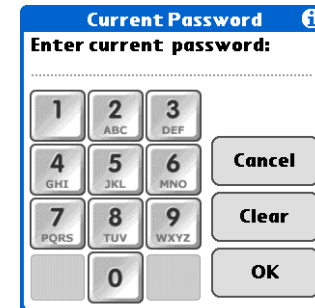 Current Password i
Enter current password:
1 2 ABC 3 DEF
4 GHI 5 JKL 6 MNO Cancel
7 PQRS 8 TUV 9 WXYZ Clear
0 OK